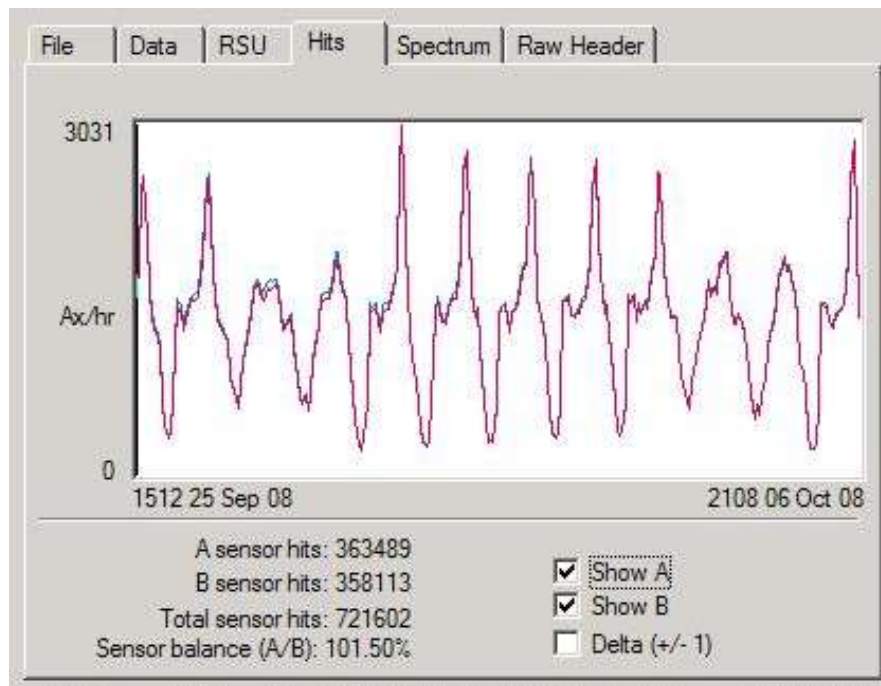 File Data RSU Hits Spectrum Raw Header
3031
Ax/hr
0
1512 25 Sep 08 2108 06 Oct 08
A sensor hits: 363489
B sensor hits: 358113
Total sensor hits: 721602
Sensor balance (A/B): 101.50%
Show A
Show B
Delta (+/- 1)